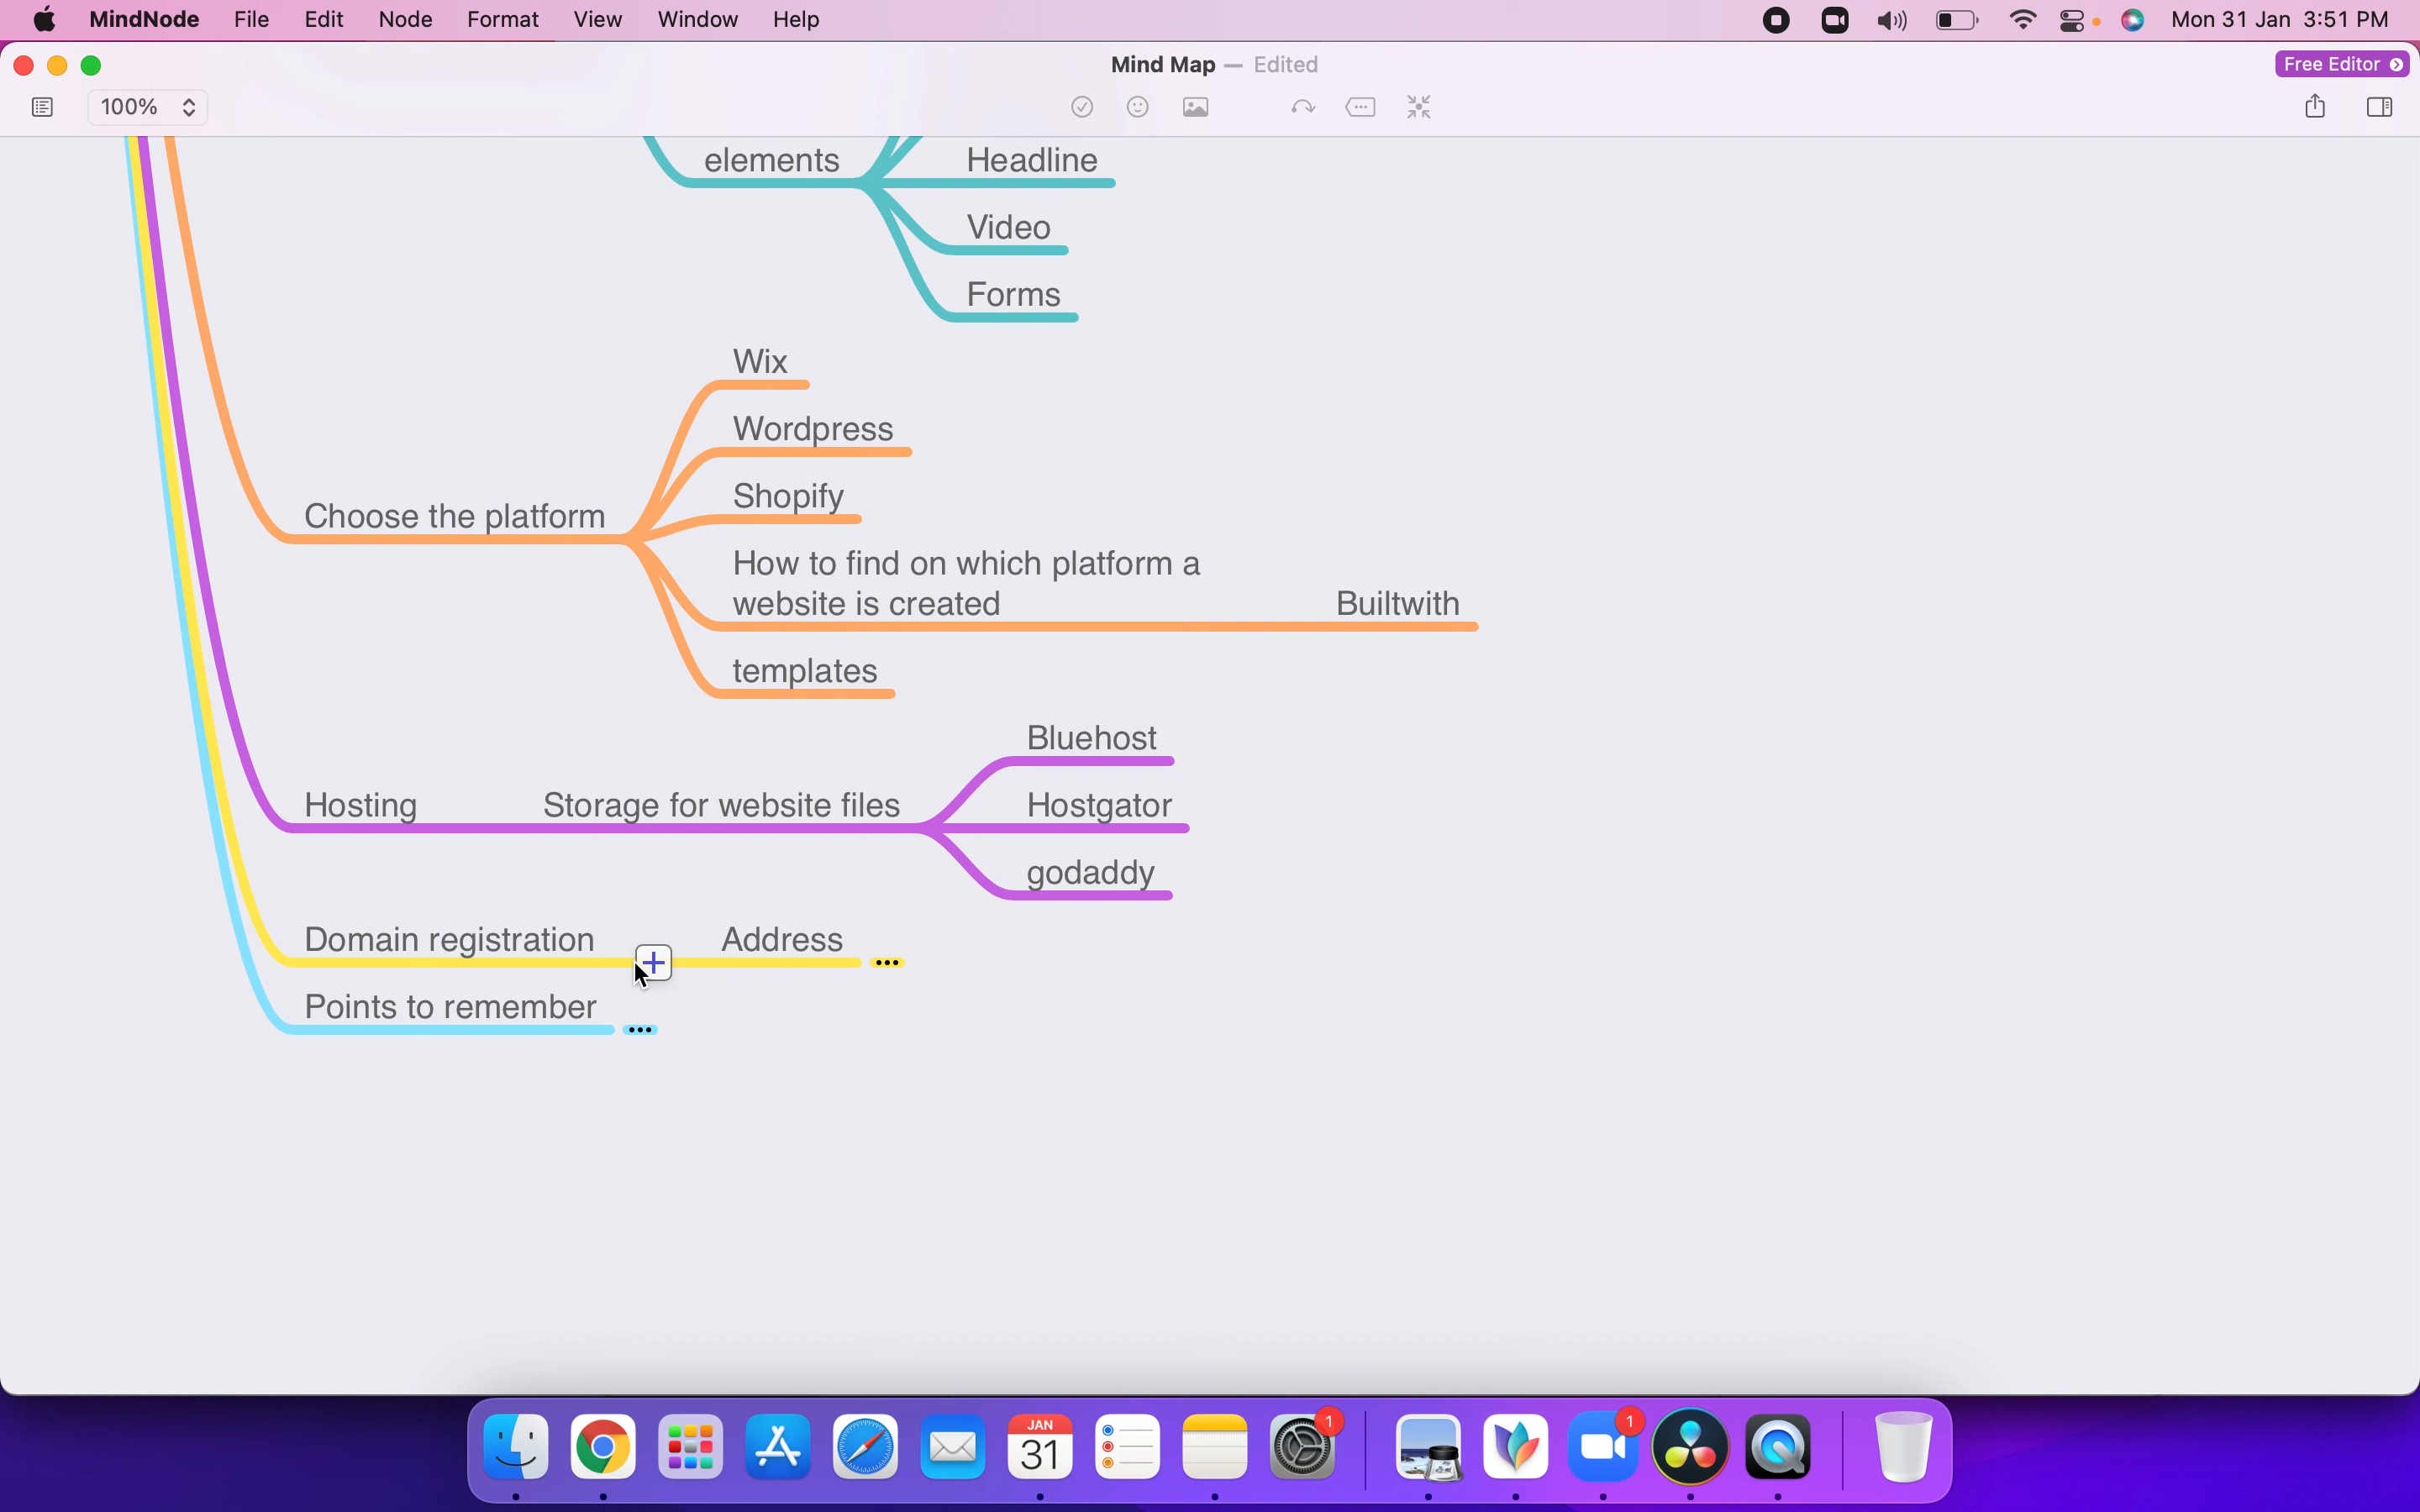 MindNode File Edit Node Format View Window Help Mon 31 Jan 3:51 PM
Mind Map — Edited
Free Editor
100%
elements
Headline
Video
Forms
Choose the platform
Wix
Wordpress
Shopify
How to find on which platform a
website is created
Builtwith
templates
Hosting
Storage for website files
Bluehost
Hostgator
godaddy
Domain registration
Address
Points to remember
JAN
31
1
1